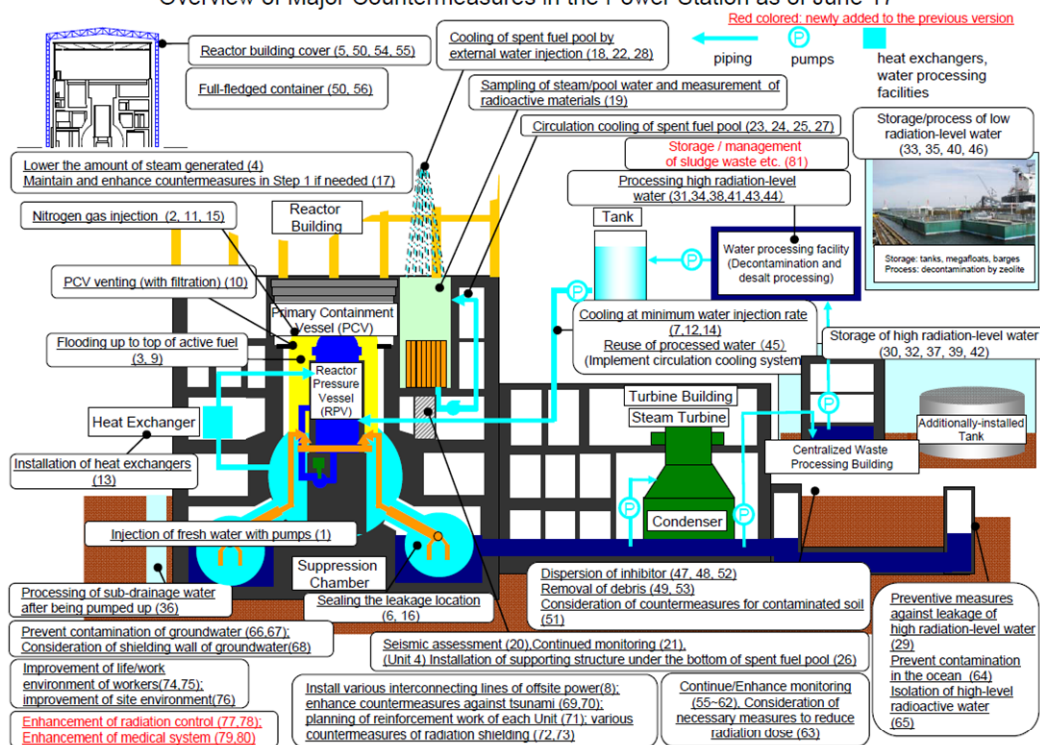 Overview of Major Countermeasures in the Power Station as of June 17
Red colored: newly added to the previous version
piping
pumps
heat exchangers,
water processing
facilities
P
Reactor building cover (5, 50, 54, 55)
Full-fledged container (50, 56)
Cooling of spent fuel pool by
external water injection (18, 22, 28)
Sampling of steam/pool water and measurement of
radioactive materials (19)
Circulation cooling of spent fuel pool (23, 24, 25, 27)
Storage / management
of sludge waste etc. (81)
Storage/process of low
radiation-level water
(33, 35, 40, 46)
Lower the amount of steam generated (4)
Maintain and enhance countermeasures in Step 1 if needed (17)
Processing high radiation-level
water (31,34,38,41,43,44)
Nitrogen gas injection (2, 11, 15)
Reactor
Building
Tank
Water processing facility
(Decontamination and
desalt processing)
P
P
Storage: tanks, megafloats, barges
Process: decontamination by zeolite
PCV venting (with filtration) (10)
Primary Containment
Vessel (PCV)
Cooling at minimum water injection rate
(7,12,14)
Reuse of processed water (45)
(Implement circulation cooling system
Flooding up to top of active fuel
(3, 9)
Storage of high radiation-level water
(30, 32, 37, 39, 42)
Reactor
Pressure
Vessel
(RPV)
Turbine Building
Steam Turbine
P
Heat Exchanger
Additionally-installed
Tank
Centralized Waste
Processing Building
Installation of heat exchangers
(13)
P
P
Condenser
Injection of fresh water with pumps (1)
Suppression
Chamber
Dispersion of inhibitor (47, 48, 52)
Removal of debris (49, 53)
Consideration of countermeasures for contaminated soil
(51)
Processing of sub-drainage water
after being pumped up (36)
Sealing the leakage location
(6, 16)
Preventive measures
against leakage of
high radiation-level water
(29)
Prevent contamination
in the ocean (64)
Isolation of high-level
radioactive water
(65)
Prevent contamination of groundwater (66,67);
Consideration of shielding wall of groundwater(68)
Seismic assessment (20),Continued monitoring (21),
(Unit 4) Installation of supporting structure under the bottom of spent fuel pool (26)
Improvement of life/work
environment of workers(74,75);
improvement of site environment(76)
Install various interconnecting lines of offsite power(8);
enhance countermeasures against tsunami (69,70);
planning of reinforcement work of each Unit (71); various
countermeasures of radiation shielding (72,73)
Continue/Enhance monitoring
(55~62), Consideration of
necessary measures to reduce
radiation dose (63)
Enhancement of radiation control (77,78);
Enhancement of medical system (79,80)